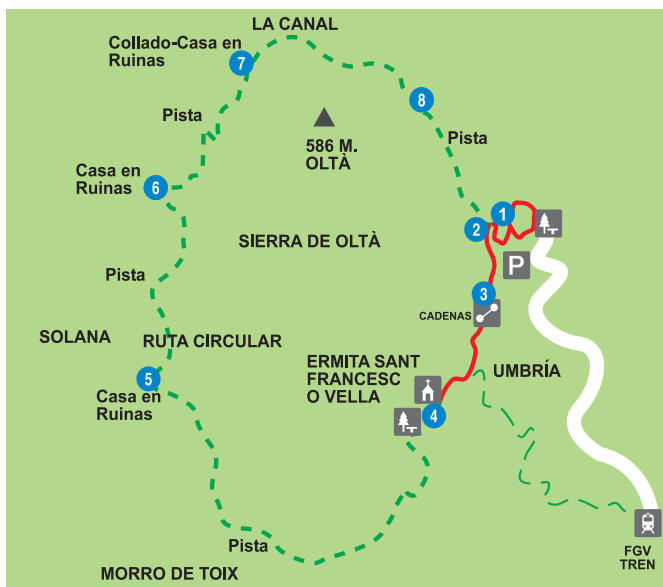 LA CANAL
Collado-Casa en
Ruinas
7
8
Pista
Pista
586 M.
OLTÀ
Casa en
Ruinas
6
1
2
SIERRA DE OLTÀ
P
Pista
3
CADENAS
SOLANA
RUTA CIRCULAR
ERMITA SANT
FRANCESC
O VELLA
UMBRÍA
5
Casa en
Ruinas
4
Pista
MORRO DE TOIX
FGV
TREN